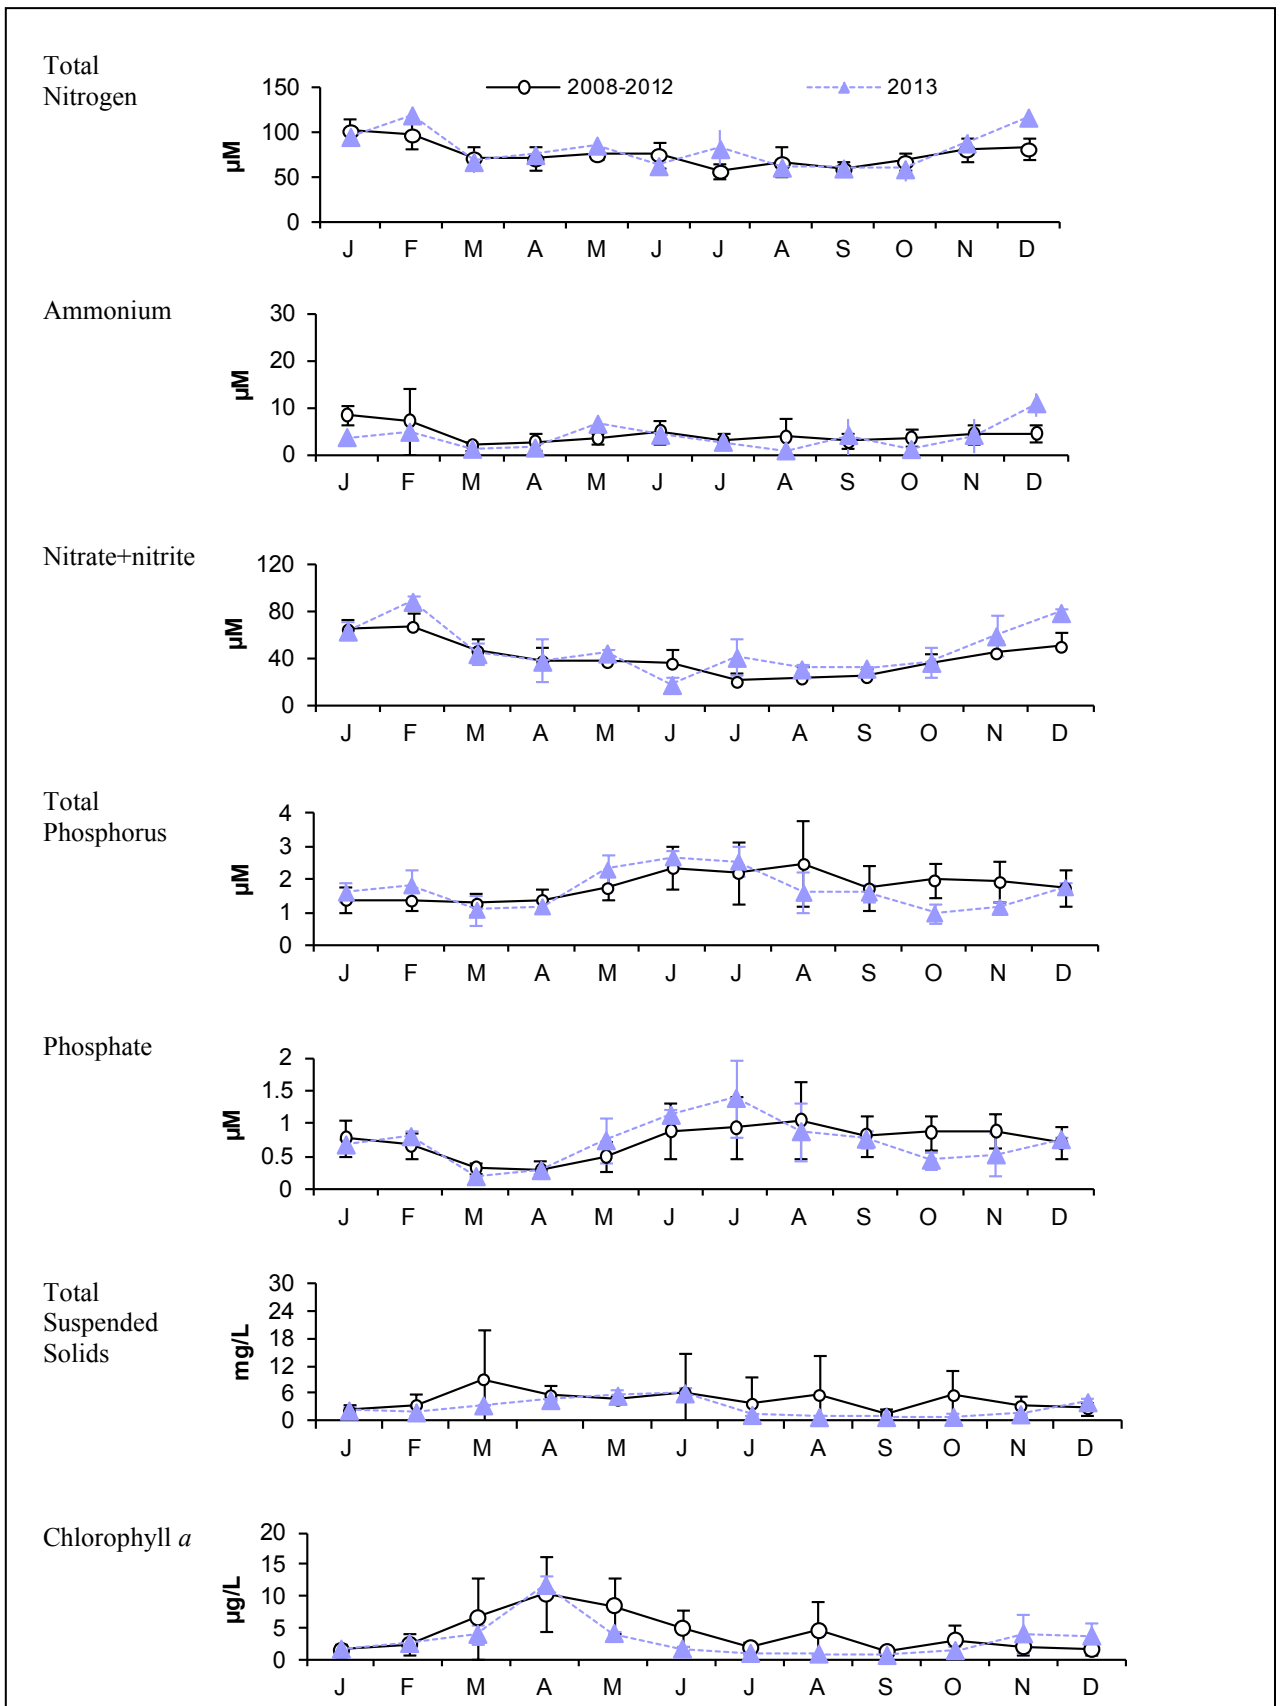 Total
Nitrogen
2008-2012 2013
150
100
50
0
µM
J F M A M J J A S O N D
Ammonium
30
20
10
0
µM
J F M A M J J A S O N D
Nitrate+nitrite
120
80
40
0
µM
J F M A M J J A S O N D
Total
Phosphorus
4
3
2
1
0
µM
J F M A M J J A S O N D
Phosphate
2
1.5
1
0.5
0
µM
J F M A M J J A S O N D
Total
Suspended
Solids
30
24
18
12
6
0
mg/L
J F M A M J J A S O N D
Chlorophyll a
20
15
10
5
0
µg/L
J F M A M J J A S O N D